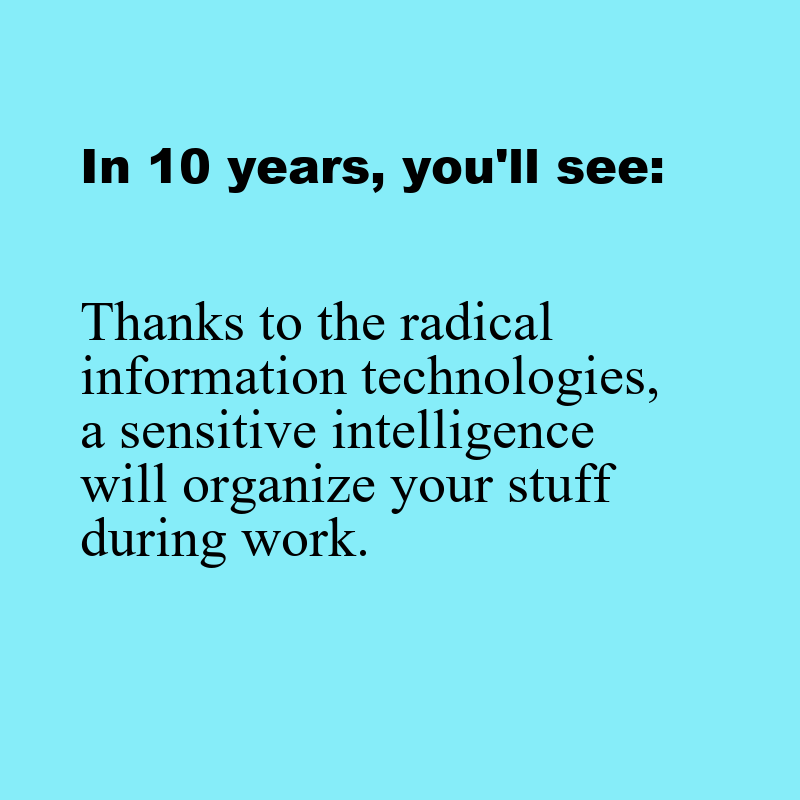 In 10 years, you'll see:
Thanks to the radical
information technologies,
a sensitive intelligence
will organize your stuff
during work.